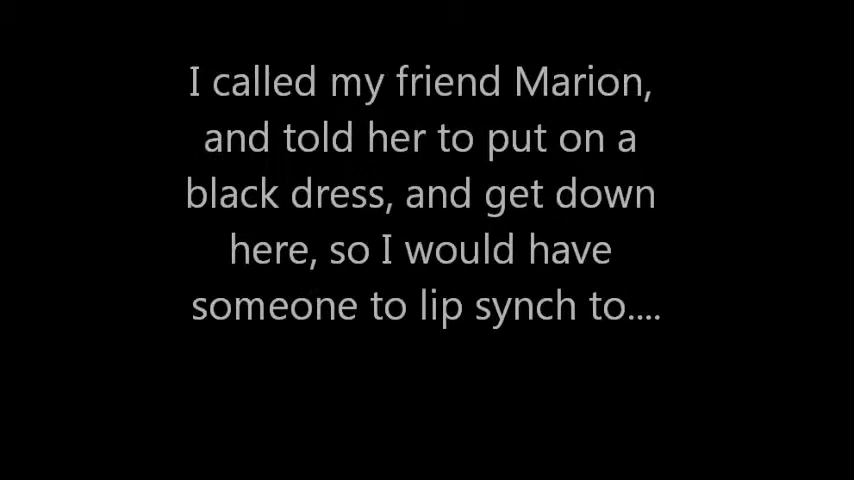 I called my friend Marion,
and told her to put on a
black dress, and get down
here, so I would have
someone to lip synch to....